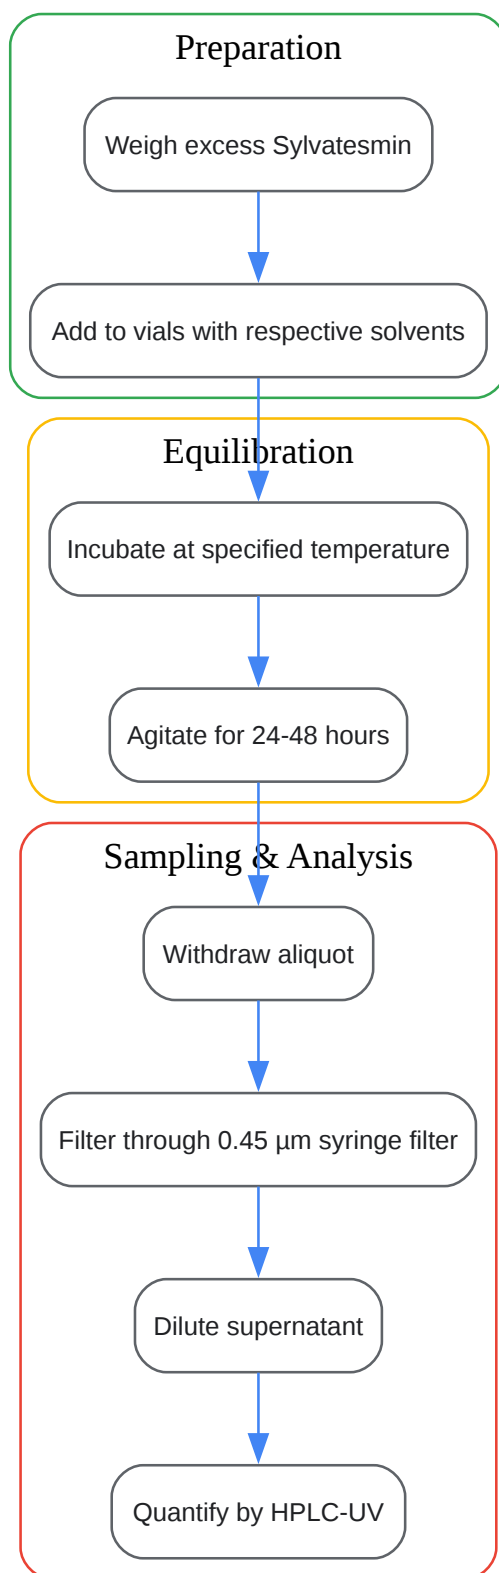 Preparation
Weigh excess Sylvatesmin
Add to vials with respective solvents
Equilibration
Incubate at specified temperature
Agitate for 24-48 hours
Sampling & Analysis
Withdraw aliquot
Filter through 0.45 µm syringe filter
Dilute supernatant
Quantify by HPLC-UV